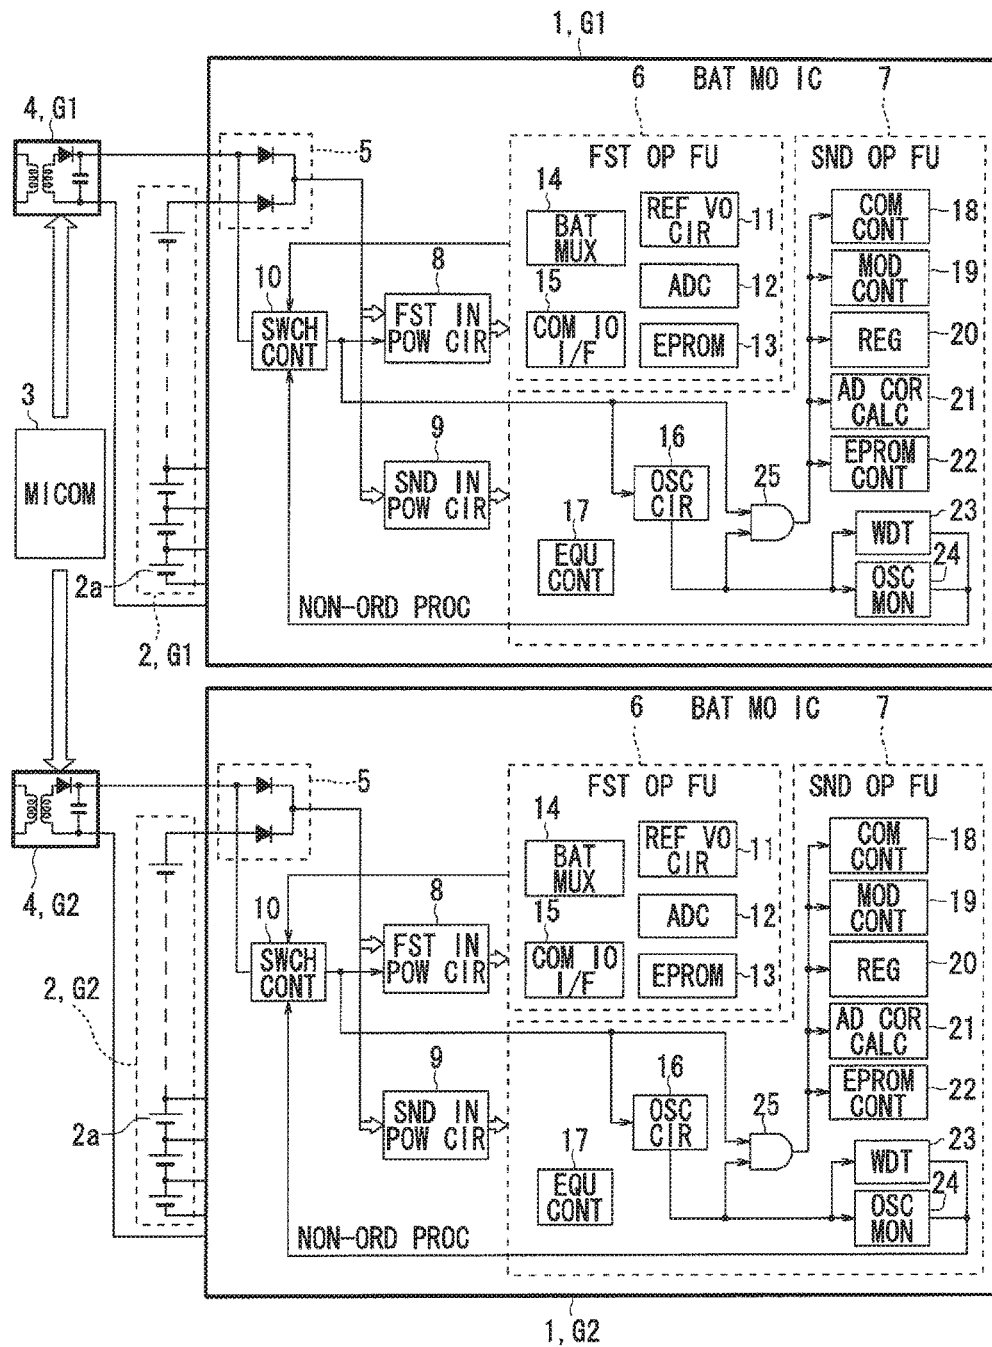 1, G1
6
BAT MO IC
7
4, G1
5
FST OP FU
SND OP FU
14
BAT
MUX
REF VO
CIR
11
COM
CONT
18
10
8
15
ADC
12
MOD
CONT
19
SWCH
CONT
FST IN
POW CIR
COM IO
I/F
EPROM
13
REG
20
3
MICOM
AD COR
CALC
21
9
16
25
EPROM
CONT
22
SND IN
POW CIR
OSC
CIR
23
17
WDT
24
2a
EQU
CONT
OSC
MON
NON-ORD PROC
2, G1
6
BAT MO IC
7
5
FST OP FU
SND OP FU
14
BAT
MUX
REF VO
CIR
11
COM
CONT
18
4, G2
10
8
15
ADC
12
MOD
CONT
19
SWCH
CONT
FST IN
POW CIR
COM IO
I/F
EPROM
13
REG
20
2, G2
AD COR
CALC
21
9
16
25
EPROM
CONT
22
2a
SND IN
POW CIR
OSC
CIR
23
17
WDT
24
EQU
CONT
OSC
MON
NON-ORD PROC
1, G2